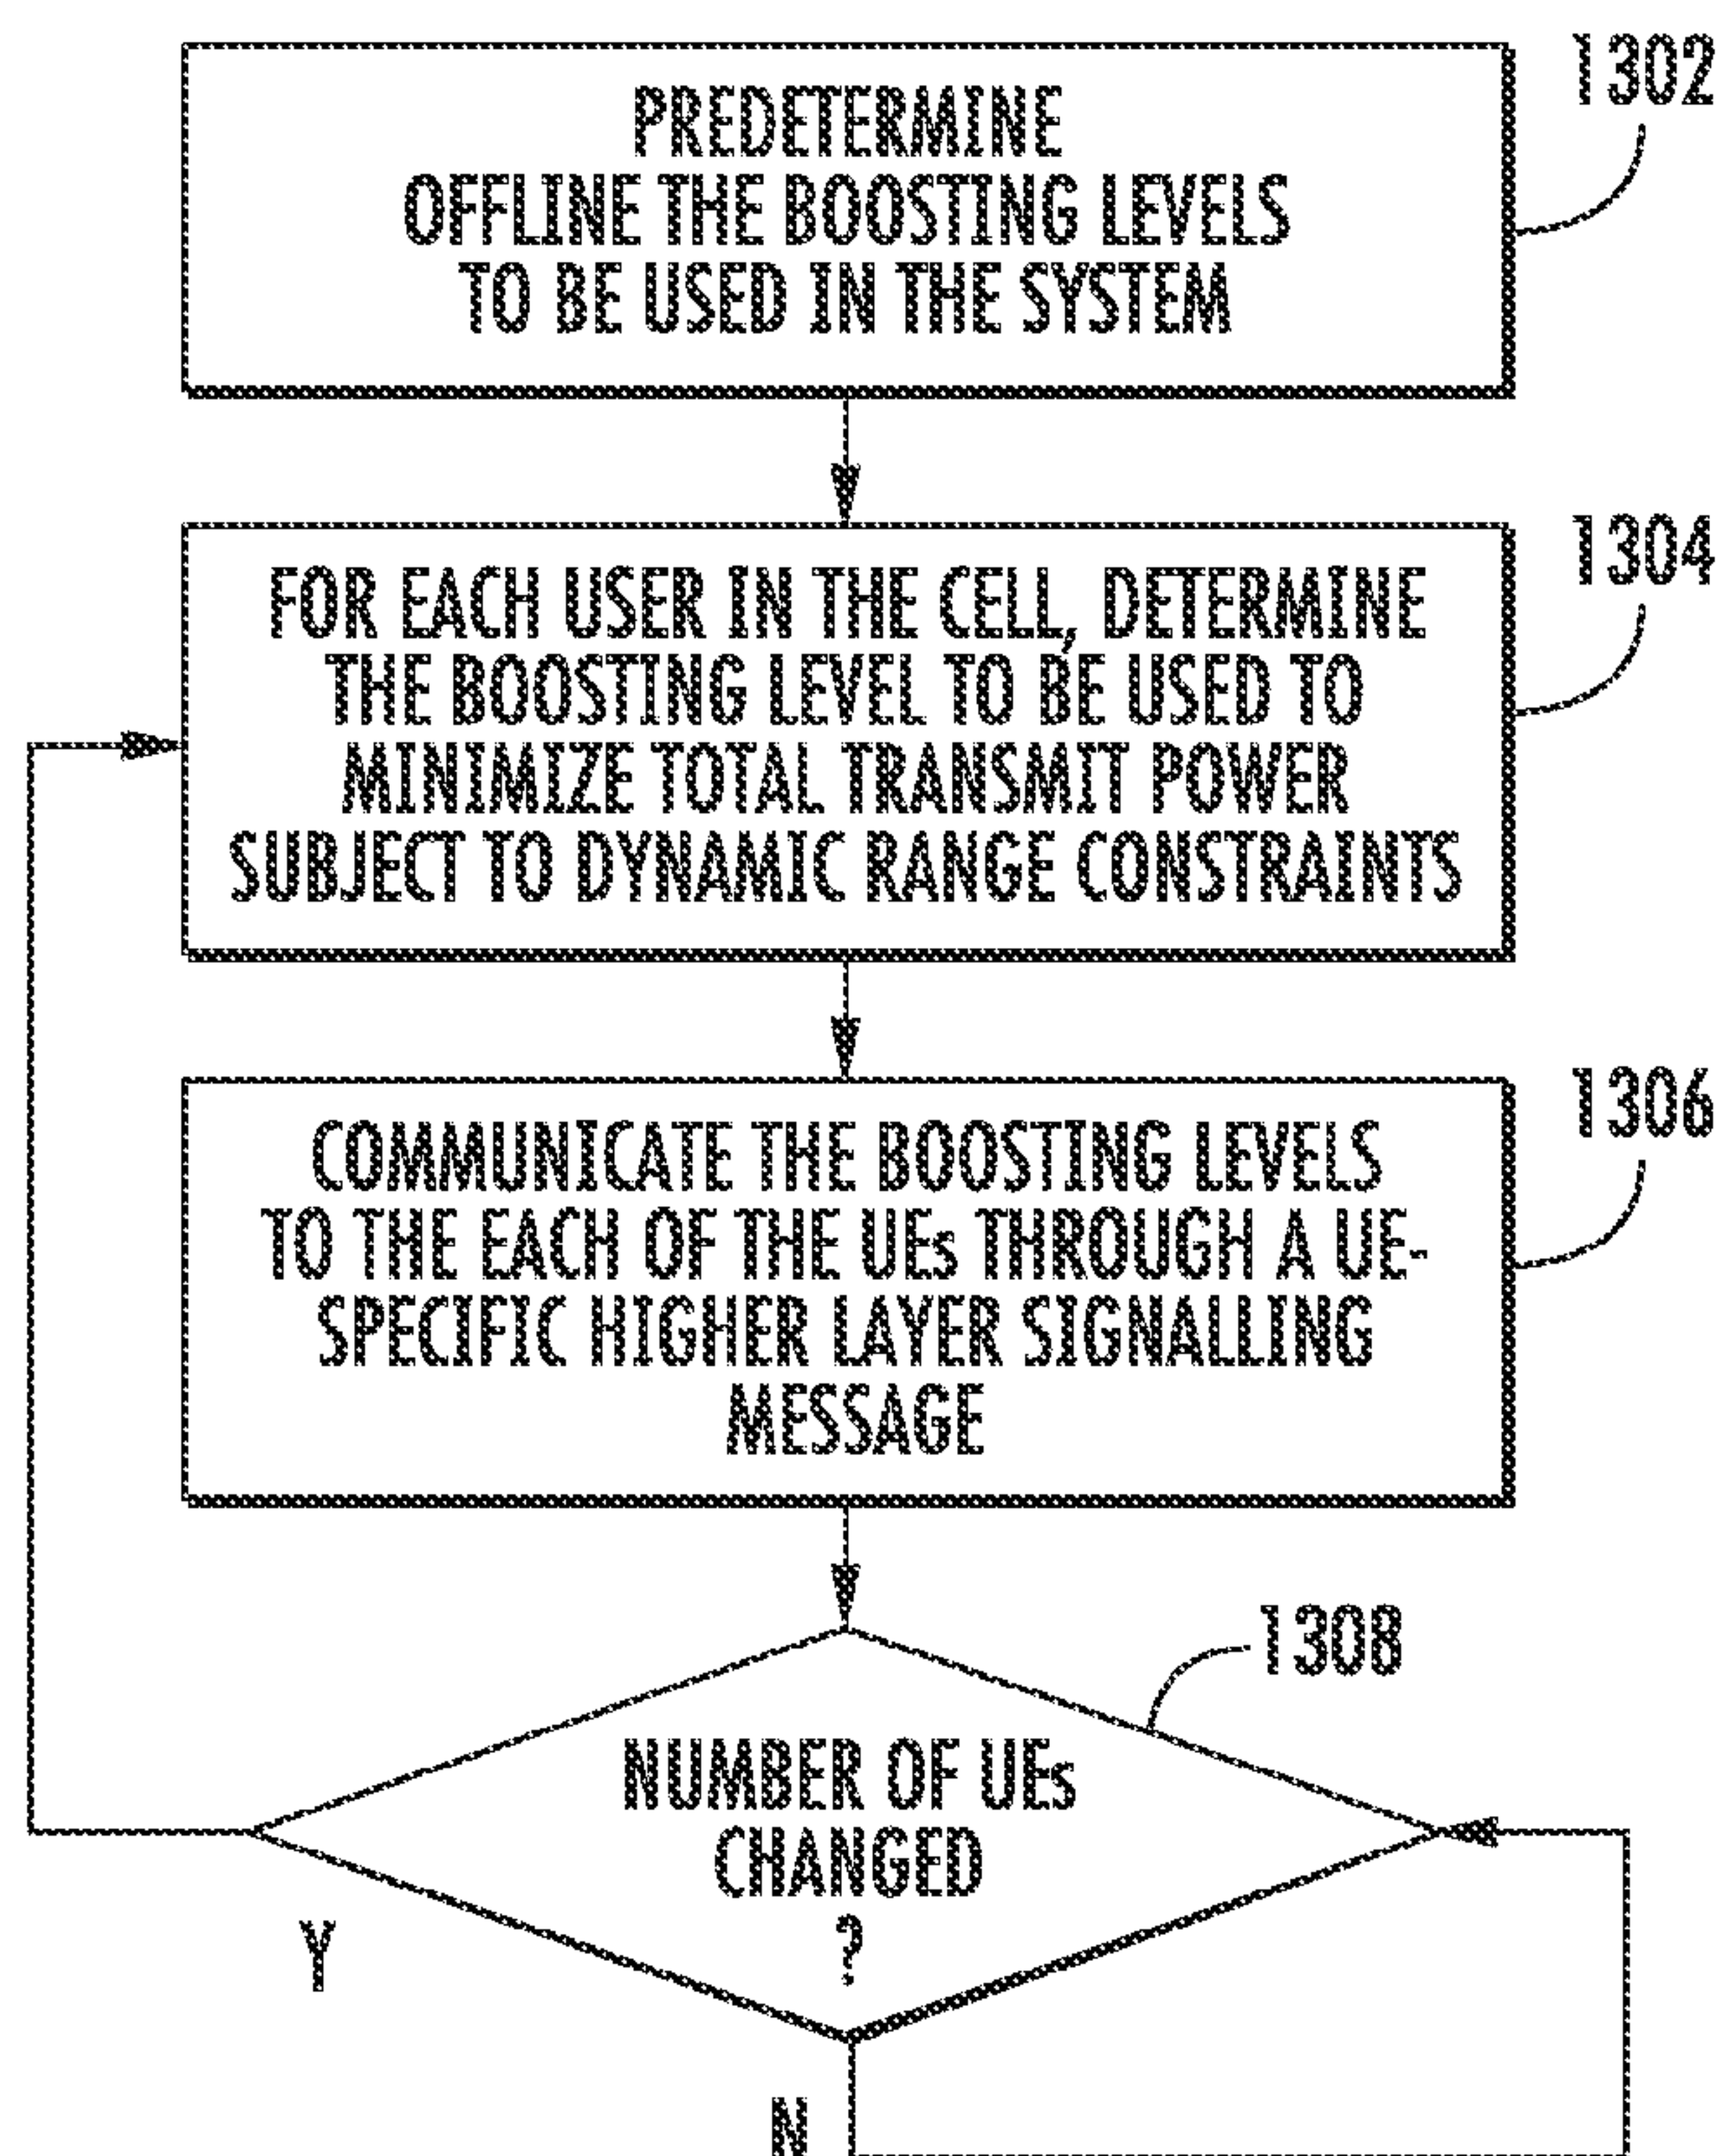 1302
PREDETERMINE
OFFLINE THE BOOSTING LEVELS
TO BE USED IN THE SYSTEM
1304
FOR EACH USER IN THE CELL, DETERMINE
THE BOOSTING LEVEL TO BE USED TO
MINIMIZE TOTAL TRANSMIT POWER
SUBJECT TO DYNAMIC RANGE CONSTRAINTS
1306
COMMUNICATE THE BOOSTING LEVELS
TO THE EACH OF THE UEs THROUGH A UE-
SPECIFIC HIGHER LAYER SIGNALLING
MESSAGE
1308
NUMBER OF UEs
CHANGED
?
Y
N